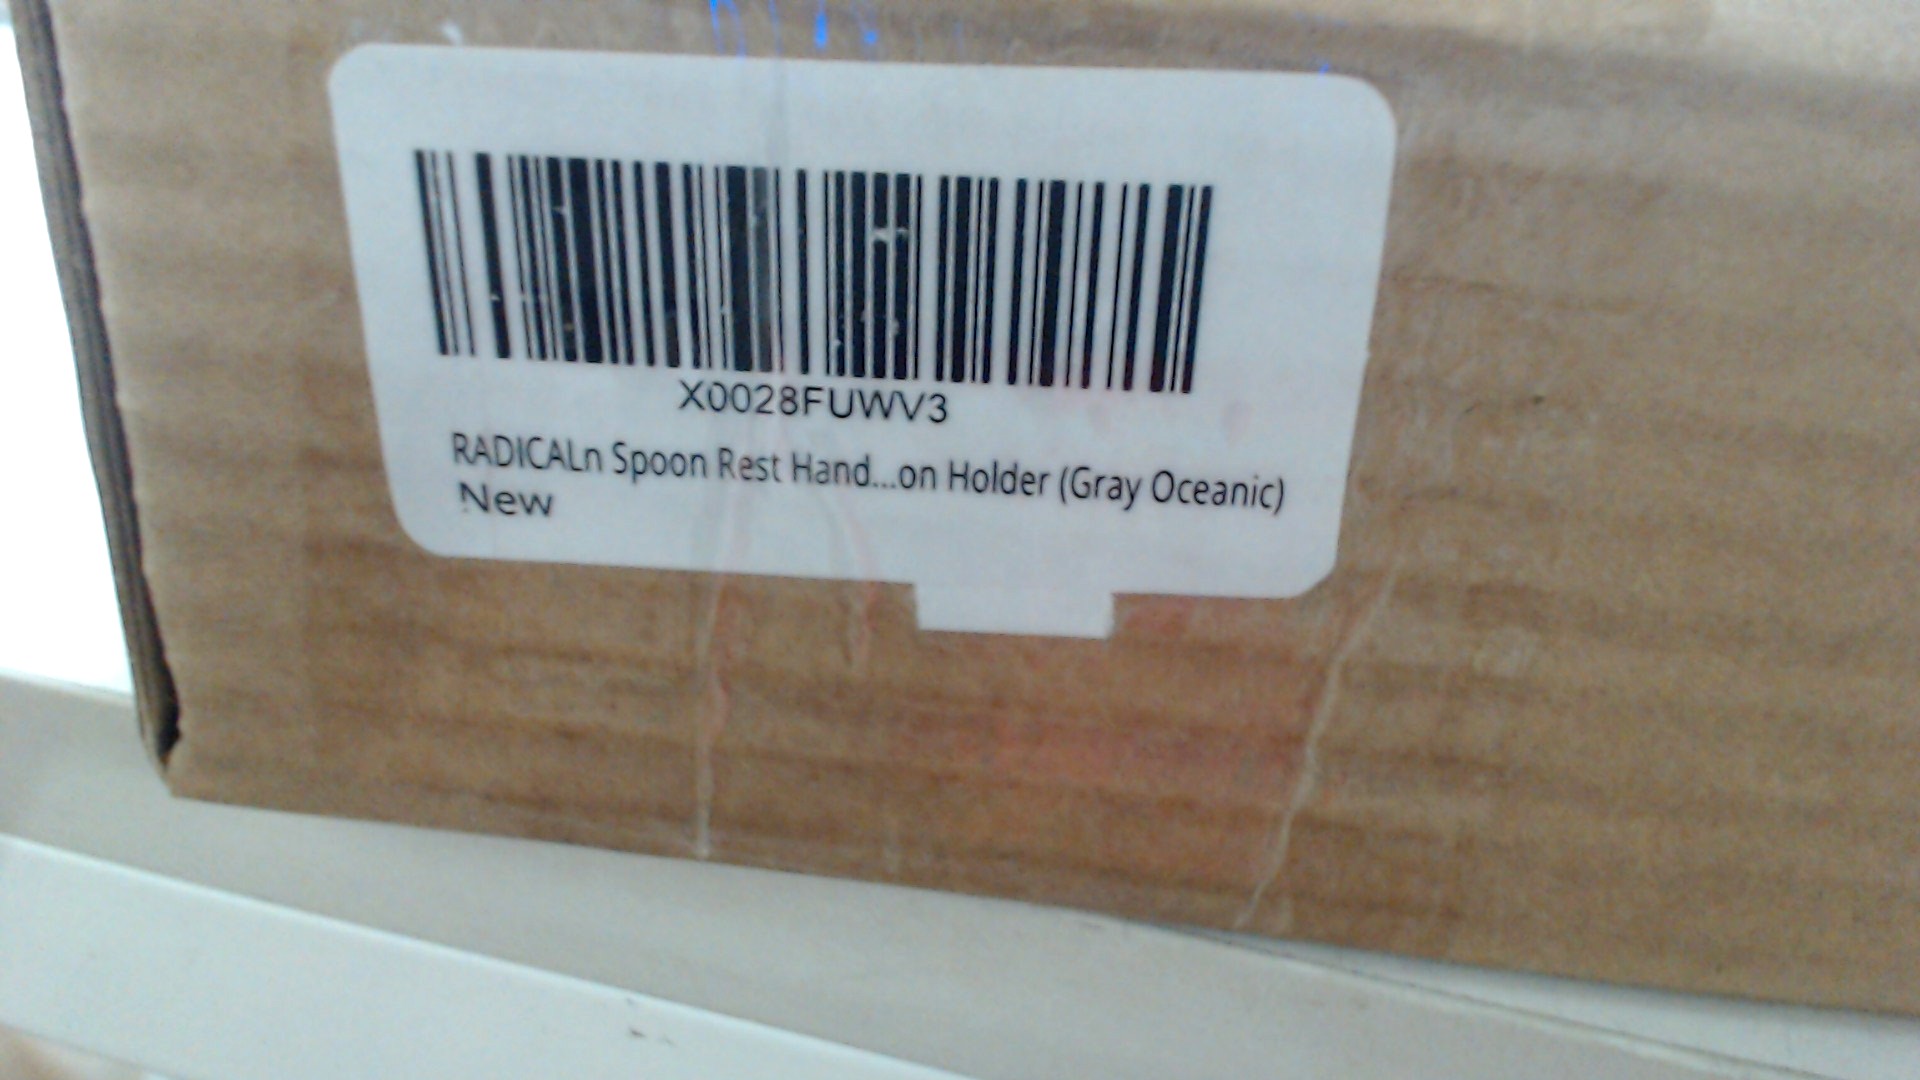 X0028FUWV3
RADICALn Spoon Rest Hand...on Holder (Gray Oceanic)
New